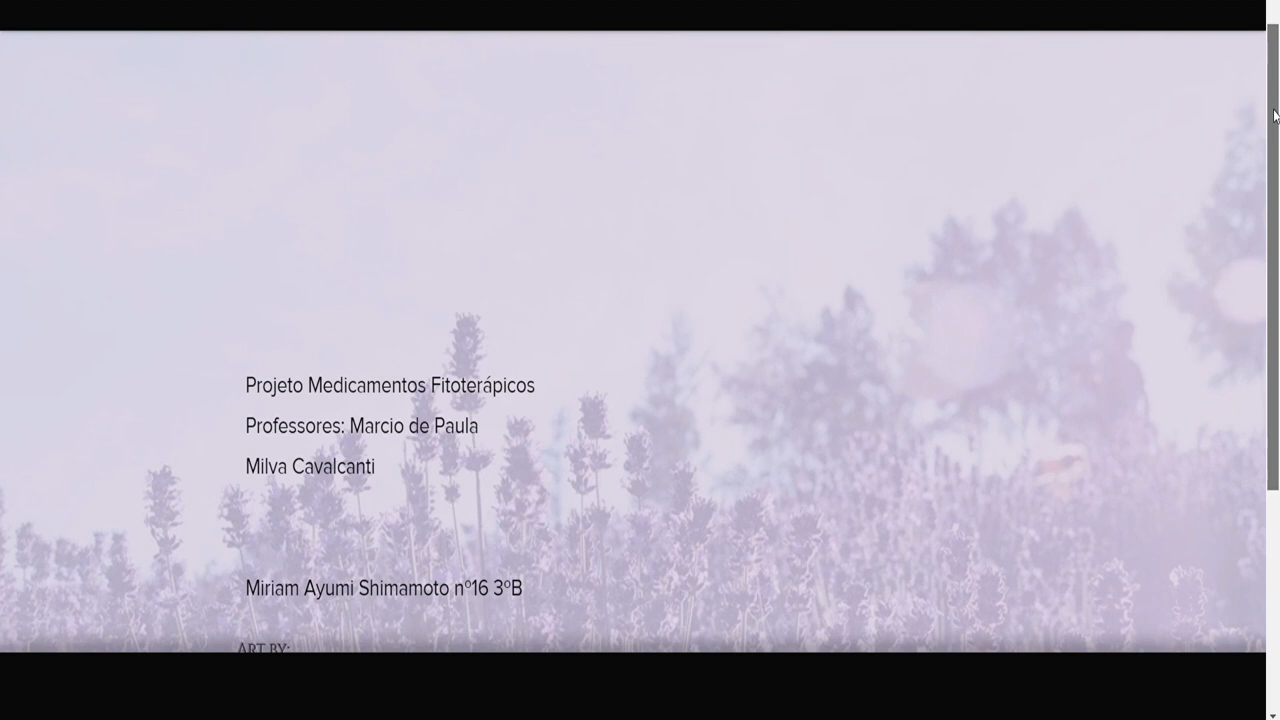 Projeto Medicamentos Fitoterápicos
Professores: Marcio de Paula
Milva Cavalcanti
Miriam Ayumi Shimamoto nº16 3ºB
ART BY: